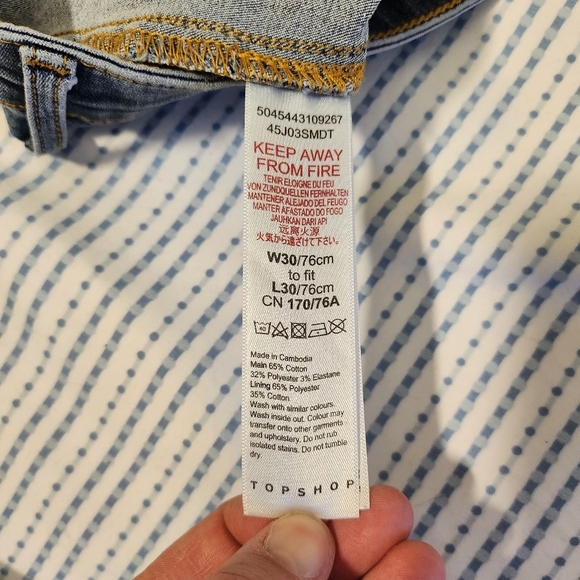 5045443109267
45J03SMDT
KEEP AWAY
FROM FIRE
TENIR ELOIGNE DU FEU
VON ZUNDQUELLEN FERNHALTEN
MANTENER ALEJADO DEL FEUGO
MANTER AFASTADO DO FOGO
JAUHKAN DARI API
远离火源
火気から遠ざけて下さい。
W30/76cm
to fit
L30/76cm
CN 170/76A
40
Made in Cambodia
Main 65% Cotton
32% Polyester 3% Elastane
Lining 65% Polyester
35% Cotton
Wash with similar colours.
Wash inside out. Colour may
transfer onto other garments
and upholstery. Do not rub
isolated stains. Do not tumble
dry.
TOPSHOP